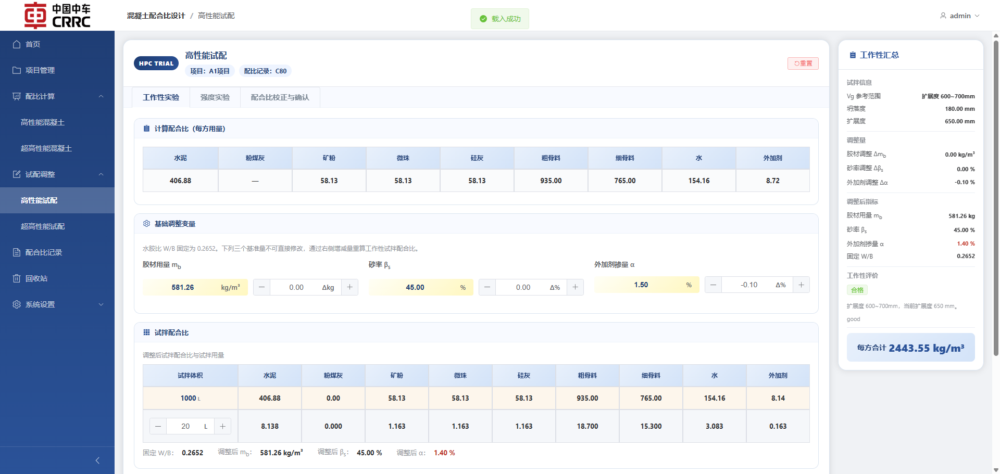 中国中车
CRRC
混凝土配合比设计 / 高性能试配
载入成功
admin
首页
项目管理
配比计算
高性能混凝土
超高性能混凝土
试配调整
高性能试配
超高性能试配
配合比记录
回收站
系统设置
HPC TRIAL
高性能试配
项目：A1项目 配比记录：C80
重置
工作性实验 强度实验 配合比校正与确认
计算配合比（每方用量）
水泥 粉煤灰 矿粉 微珠 硅灰 粗骨料 细骨料 水 外加剂
406.88 — 58.13 58.13 58.13 935.00 765.00 154.16 8.72
基础调整变量
水胶比 W/B 固定为 0.2652。下列三个基准量不可直接修改，通过右侧增减量重算工作性试拌配合比。
胶材用量 mb 砂率 βs 外加剂掺量 α
581.26 kg/m³ — 0.00 Δkg + 45.00 % — 0.00 Δ% + 1.50 % — -0.10 Δ% +
试拌配合比
调整后试拌配合比与试拌用量
试拌体积 水泥 粉煤灰 矿粉 微珠 硅灰 粗骨料 细骨料 水 外加剂
1000 L 406.88 0.00 58.13 58.13 58.13 935.00 765.00 154.16 8.14
— 20 L + 8.138 0.000 1.163 1.163 1.163 18.700 15.300 3.083 0.163
固定 W/B： 0.2652 调整后 mb： 581.26 kg/m³ 调整后 βs： 45.00 % 调整后 α： 1.40 %
工作性汇总
试拌信息
Vg 参考范围 扩展度 600~700mm
坍落度 180.00 mm
扩展度 650.00 mm
调整量
胶材调整 Δmb 0.00 kg/m³
砂率调整 Δβs 0.00 %
外加剂调整 Δα -0.10 %
调整后指标
胶材用量 mb 581.26 kg
砂率 βs 45.00 %
外加剂掺量 α 1.40 %
固定 W/B 0.2652
工作性评价
合格
扩展度 600~700mm，当前扩展度 650 mm。
good
每方合计 2443.55 kg/m³